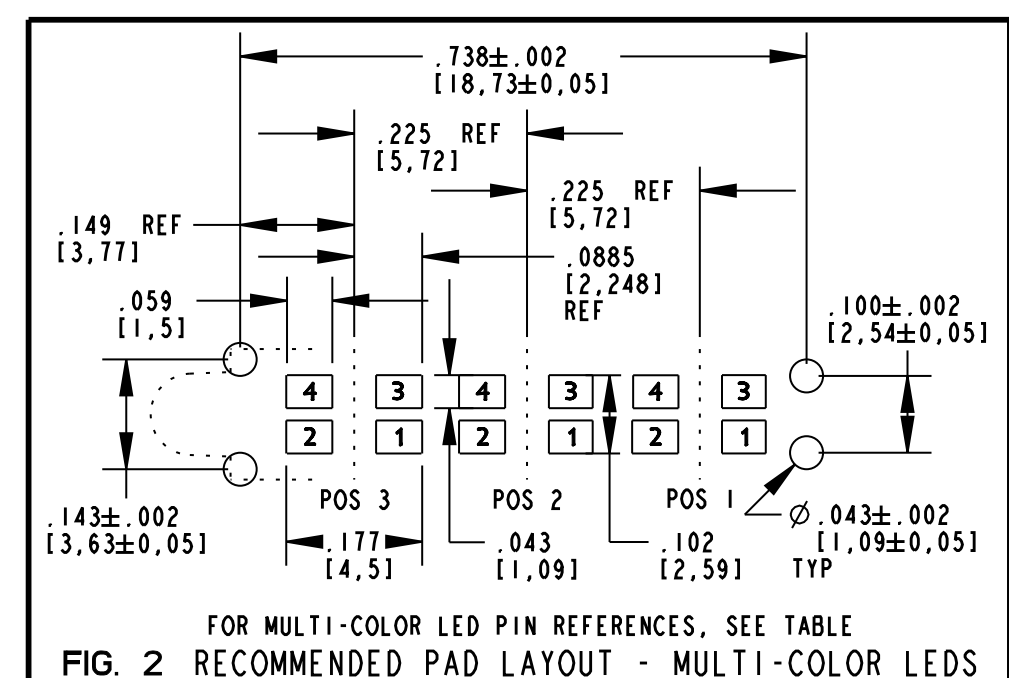 .738±.002
[18,73±0,05]
.225 REF
[5,72]
.225 REF
[5,72]
.149 REF
[3,77]
.0885
[2,248]
REF
.059
[1,5]
.100±.002
[2,54±0,05]
4 3 4 3 4 3
2 1 2 1 2 1
POS 3 POS 2 POS 1
.143±.002
[3,63±0,05]
.177
[4,5]
.043
[1,09]
.102
[2,59]
Ø .043±.002
[1,09±0,05]
TYP
FOR MULTI-COLOR LED PIN REFERENCES, SEE TABLE
FIG. 2 RECOMMENDED PAD LAYOUT - MULTI-COLOR LEDS